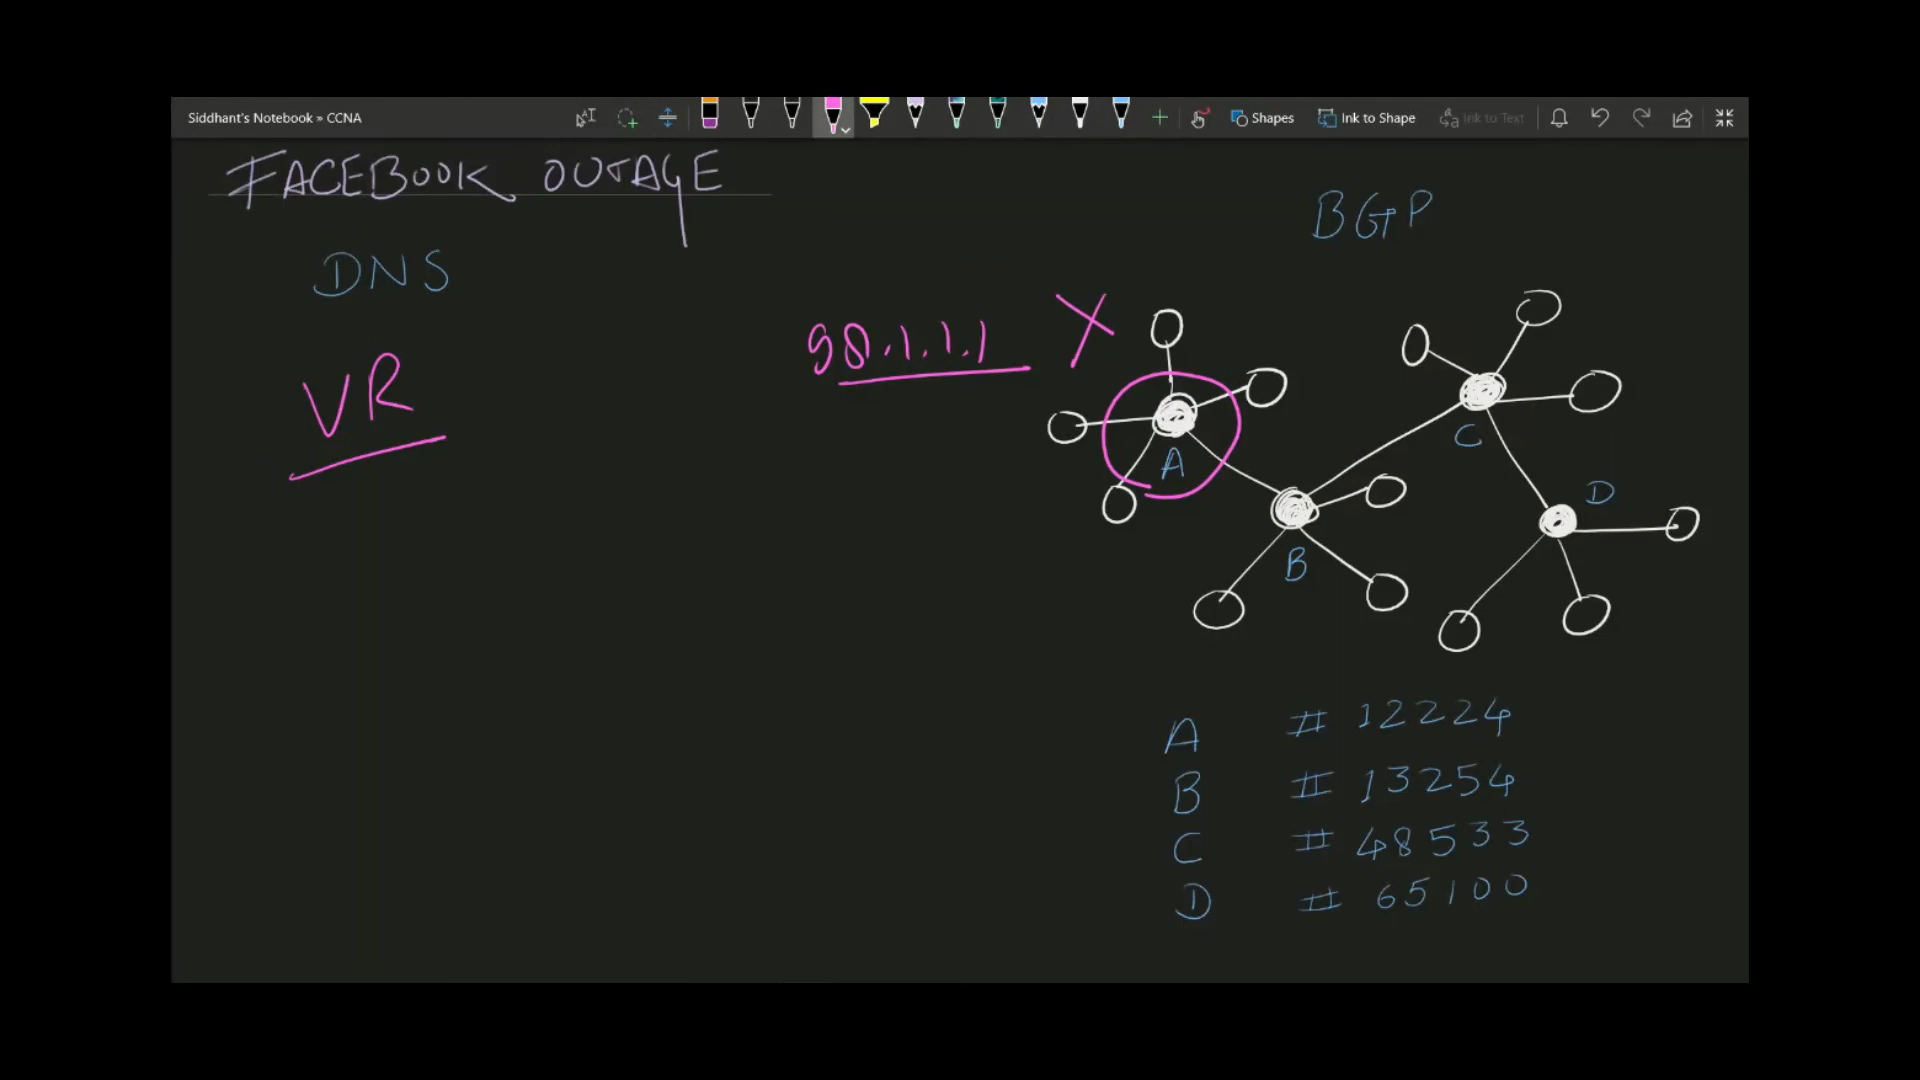 Siddhant's Notebook » CCNA
Shapes
Ink to Shape
Ink to Text
FACEBOOK OUTAGE
BGP
DNS
98.1.1.1 X
VR
A
B
C
D
A # 12224
B # 13254
C # 48533
D # 65100